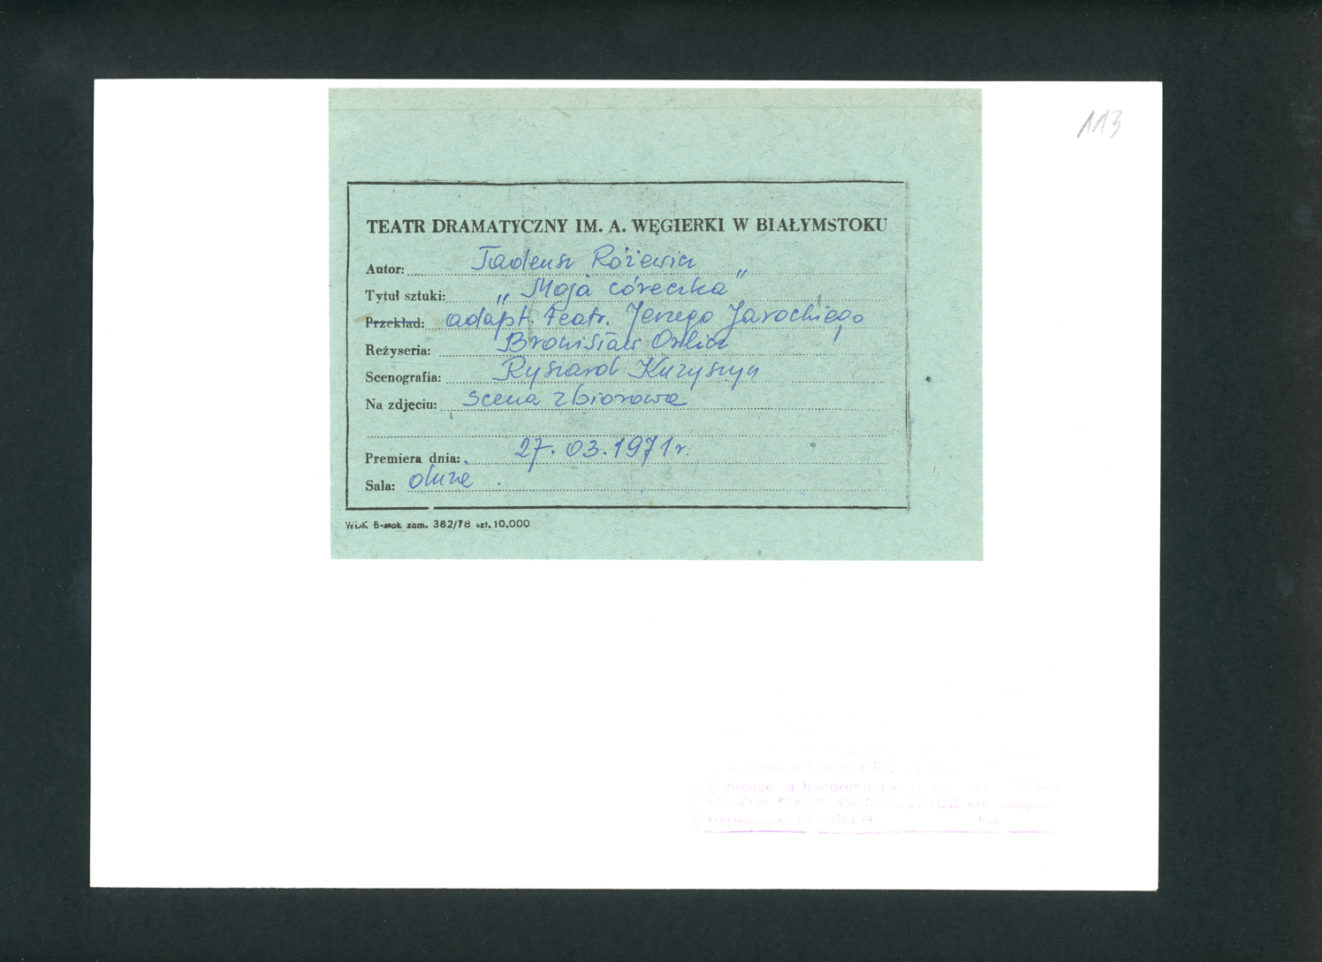 113
TEATR DRAMATYCZNY IM. A. WĘGIERKI W BIAŁYMSTOKU
Autor: Tadeusz Różewicz
Tytuł sztuki: „Moja córeczka”
Przekład: adapt. Teatr. Jerzego Jarockiego,
Reżyseria: Bronisław Orlicz
Scenografia: Ryszard Kuzyszyn
Na zdjęciu: scena zbiorowa
Premiera dnia: 27.03.1971r.
Sala: duża
WDK B-stok zam. 382/78 szt. 10.000